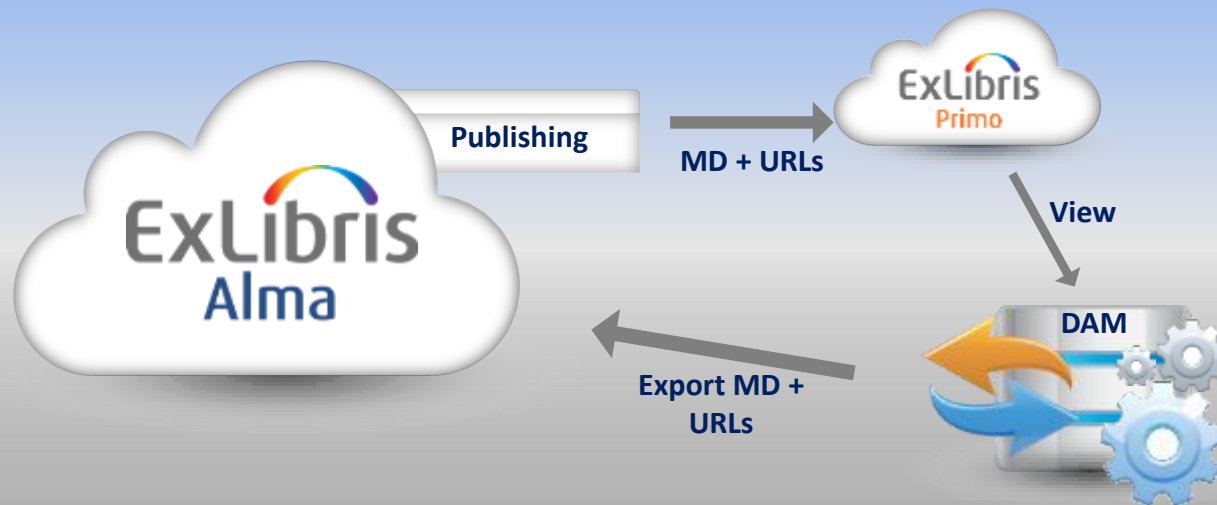 ExLibris
Primo
Publishing
MD + URLs
View
ExLibris
Alma
DAM
Export MD +
URLs